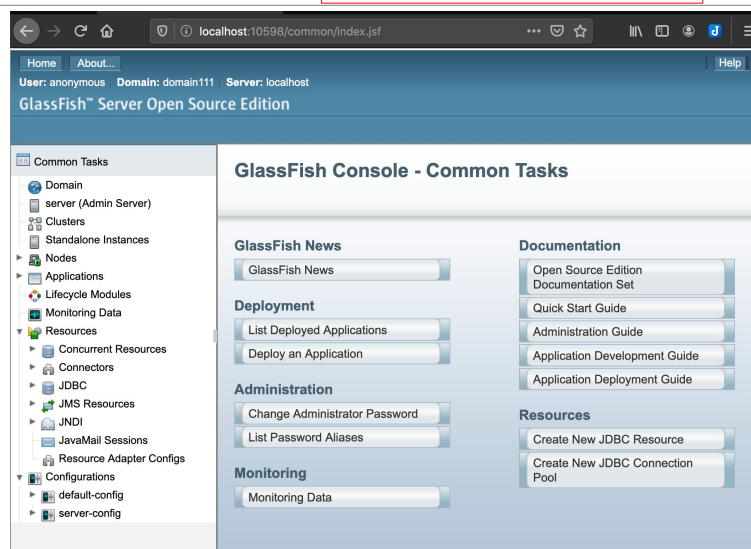 localhost:10598/common/index.jsf
Home About... Help
User: anonymous Domain: domain111 Server: localhost
GlassFish™ Server Open Source Edition
Common Tasks
Domain
server (Admin Server)
Clusters
Standalone Instances
Nodes
Applications
Lifecycle Modules
Monitoring Data
Resources
Concurrent Resources
Connectors
JDBC
JMS Resources
JNDI
JavaMail Sessions
Resource Adapter Configs
Configurations
default-config
server-config
GlassFish Console - Common Tasks
GlassFish News
GlassFish News
Deployment
List Deployed Applications
Deploy an Application
Administration
Change Administrator Password
List Password Aliases
Monitoring
Monitoring Data
Documentation
Open Source Edition
Documentation Set
Quick Start Guide
Administration Guide
Application Development Guide
Application Deployment Guide
Resources
Create New JDBC Resource
Create New JDBC Connection
Pool